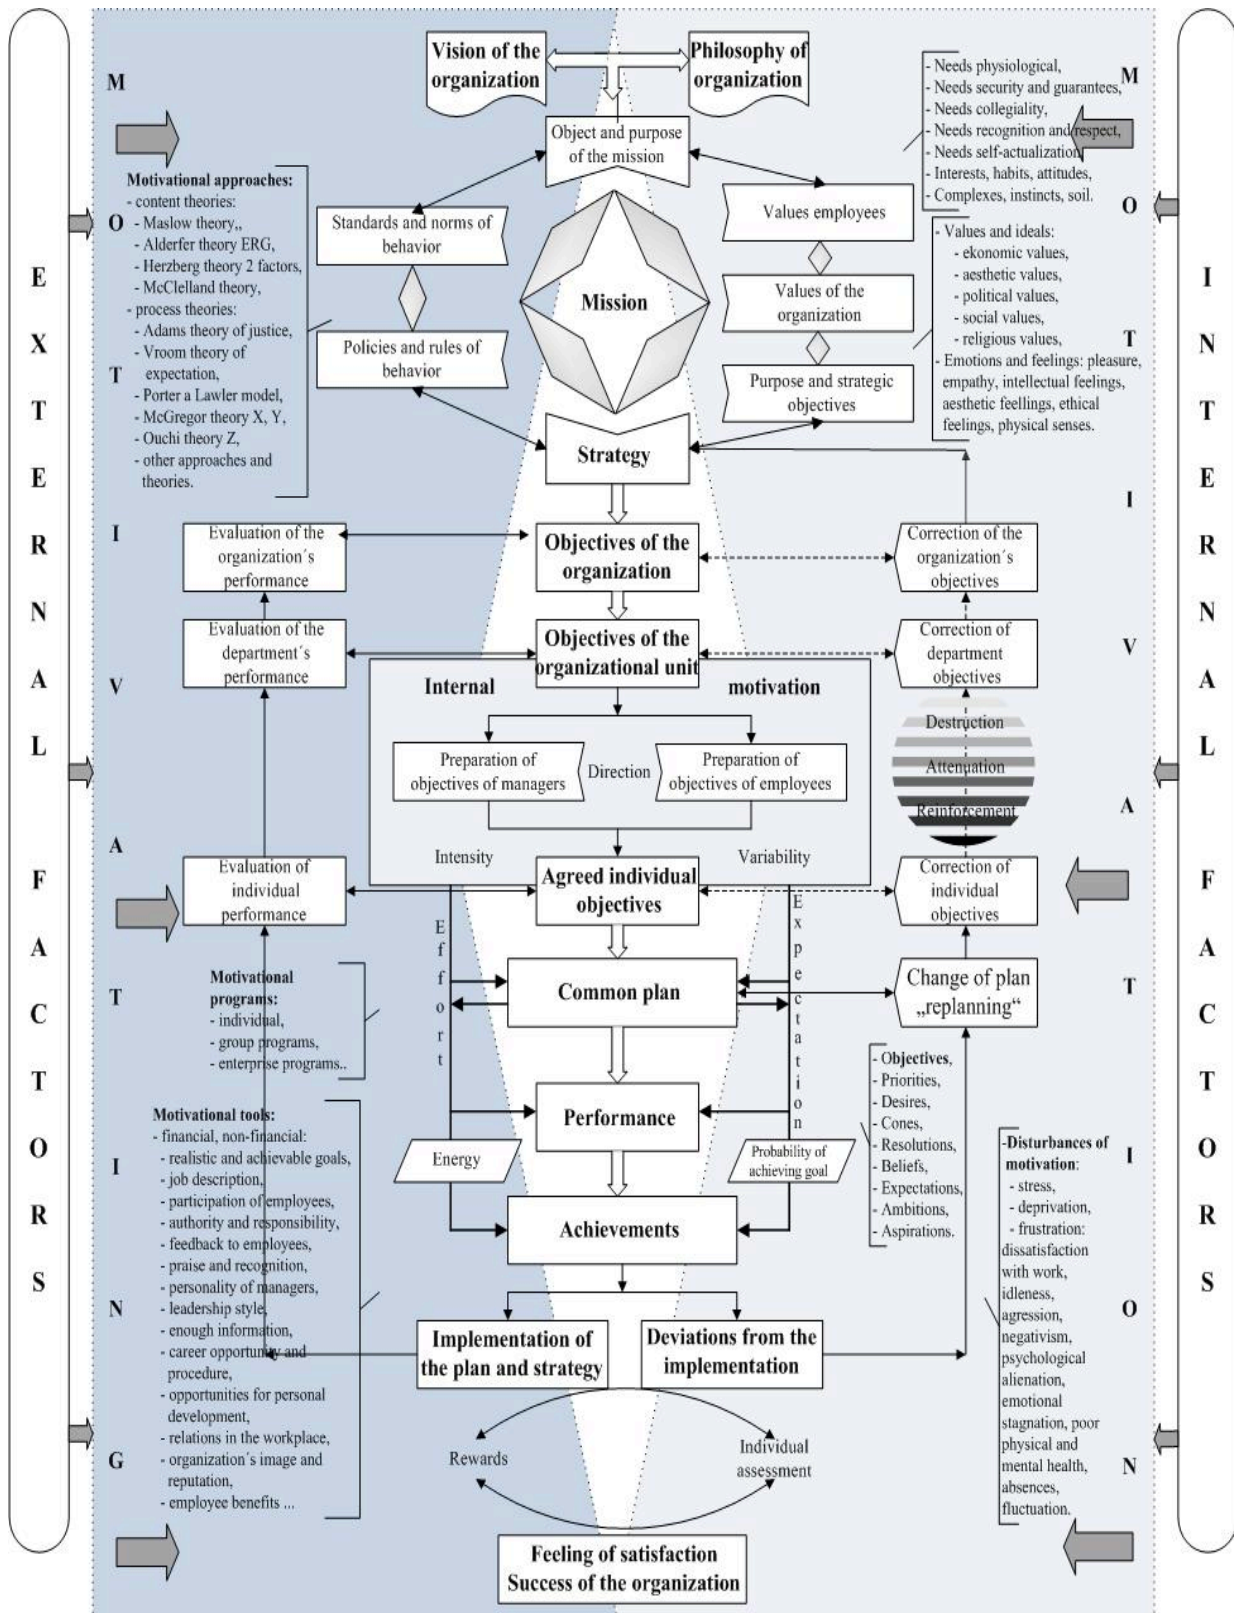 Vision of the
organization
Philosophy of
organization
Object and purpose
of the mission
Standards and norms of
behavior
Policies and rules of
behavior
Mission
Values employees
Values of the
organization
Purpose and strategic
objectives
Strategy
EXTERNAL FACTORS
MOTIVATING
Motivational approaches:
- content theories:
- Maslow theory,,
- Alderfer theory ERG,
- Herzberg theory 2 factors,
- McClelland theory,
- process theories:
- Adams theory of justice,
- Vroom theory of
expectation,
- Porter a Lawler model,
- McGregor theory X, Y,
- Ouchi theory Z,
- other approaches and
theories.
- Needs physiological,
- Needs security and guarantees,
- Needs collegiality,
- Needs recognition and respect,
- Needs self-actualization,
- Interests, habits, attitudes,
- Complexes, instincts, soil.
- Values and ideals:
- ekonomic values,
- aesthetic values,
- political values,
- social values,
- religious values,
- Emotions and feelings: pleasure,
empathy, intellectual feelings,
aesthetic feellings, ethical
feelings, physical senses.
MOTIVATION
INTERNAL FACTORS
Evaluation of the
organization´s
performance
Objectives of the
organization
Correction of the
organization´s
objectives
Evaluation of the
department´s
performance
Objectives of the
organizational unit
Correction of
department
objectives
Internal
motivation
Preparation of
objectives of managers
Direction
Preparation of
objectives of employees
Destruction
Attenuation
Reinforcement
Intensity
Variability
Evaluation of
individual
performance
Agreed individual
objectives
Correction of
individual
objectives
Effort
Expectation
Motivational
programs:
- individual,
- group programs,
- enterprise programs..
Common plan
Change of plan
„replanning“
Performance
Energy
Probability of
achieving goal
Achievements
- Objectives,
- Priorities,
- Desires,
- Cones,
- Resolutions,
- Beliefs,
- Expectations,
- Ambitions,
- Aspirations.
Motivational tools:
- financial, non-financial:
- realistic and achievable goals,
- job description,
- participation of employees,
- authority and responsibility,
- feedback to employees,
- praise and recognition,
- personality of managers,
- leadership style,
- enough information,
- career opportunity and
procedure,
- opportunities for personal
development,
- relations in the workplace,
- organization´s image and
reputation,
- employee benefits ...
-Disturbances of
motivation:
- stress,
- deprivation,
- frustration:
dissatisfaction
with work,
idleness,
agression,
negativism,
psychological
alienation,
emotional
stagnation, poor
physical and
mental health,
absences,
fluctuation.
Implementation of
the plan and strategy
Deviations from the
implementation
Rewards
Individual
assessment
Feeling of satisfaction
Success of the organization